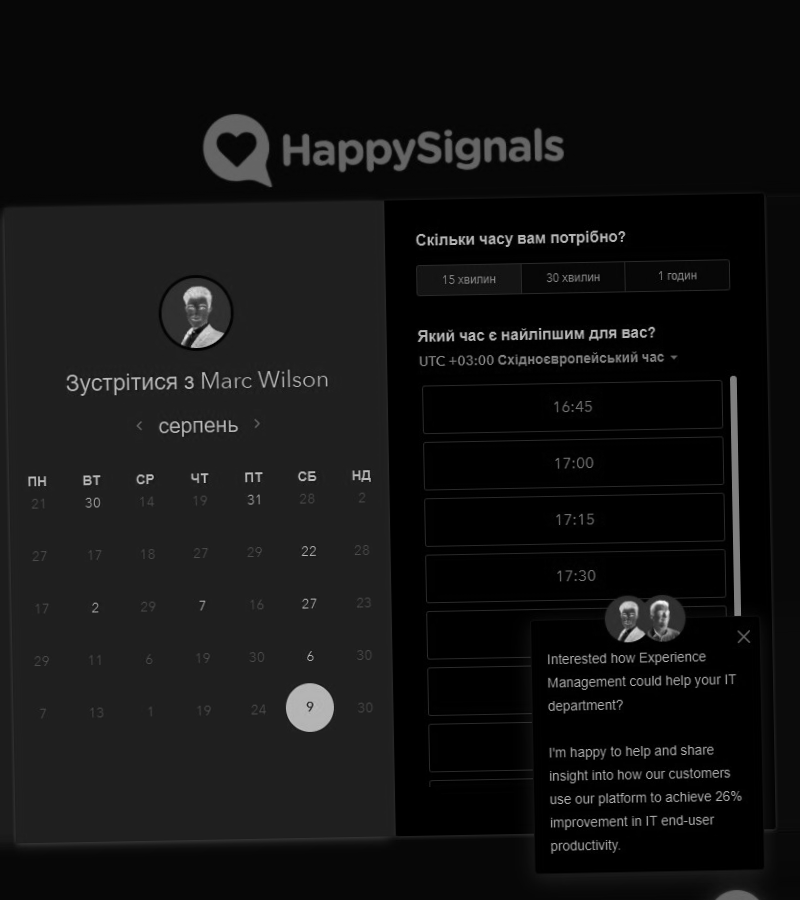 HappySignals
Зустрітися з Marc Wilson
серпень
ПН ВТ СР ЧТ ПТ СБ НД
21 30 14 19 31 28 2
27 17 18 27 29 22 28
17 2 29 7 16 27 23
29 11 6 19 30 6 30
7 13 1 19 24 9 30
Скільки часу вам потрібно?
15 хвилин 30 хвилин 1 годин
Який час є найліпшим для вас?
UTC +03:00 Східноєвропейський час
16:45
17:00
17:15
17:30
Interested how Experience
Management could help your IT
department?
I'm happy to help and share
insight into how our customers
use our platform to achieve 26%
improvement in IT end-user
productivity.